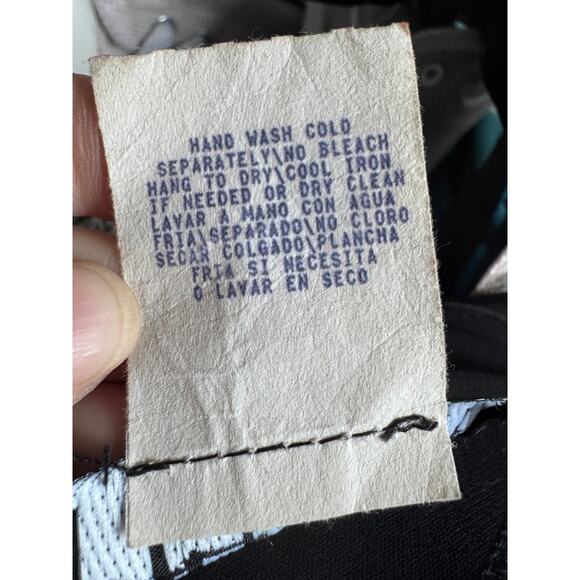 HAND WASH COLD
SEPARATELY\NO BLEACH
HANG TO DRY\COOL IRON
IF NEEDED OR DRY CLEAN
LAVAR A MANO CON AGUA
FRIA\SEPARADO\NO CLORO
SECAR COLGADO\PLANCHA
FRIA SI NECESITA
O LAVAR EN SECO